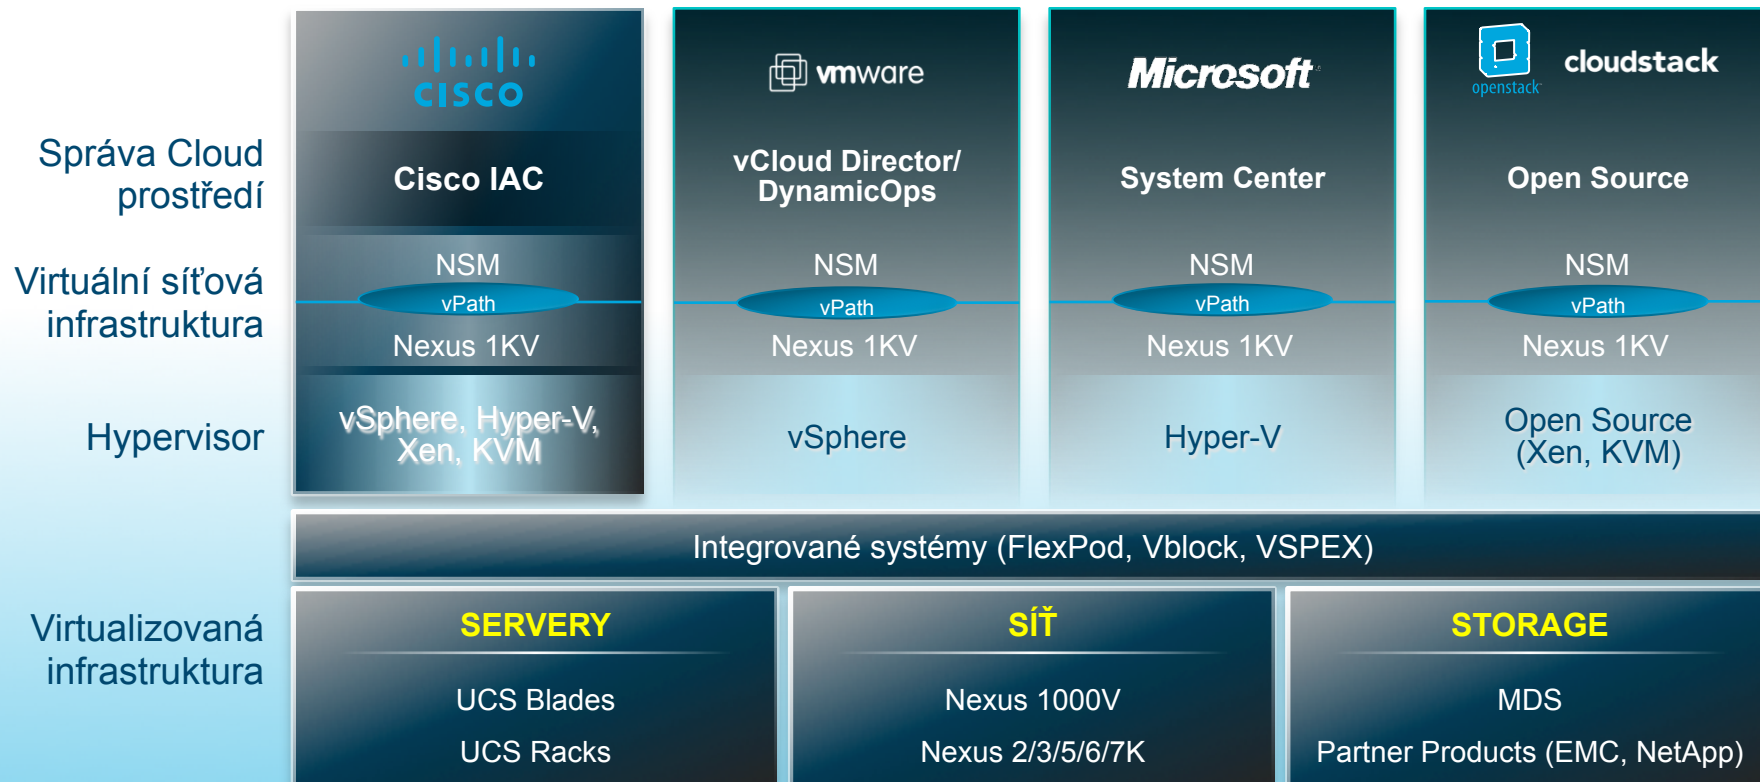 CISCO
vmware
Microsoft
openstack
cloudstack
Správa Cloud
prostředí
Cisco IAC
vCloud Director/
DynamicOps
System Center
Open Source
Virtuální síťová
infrastruktura
NSM
vPath
Nexus 1KV
NSM
vPath
Nexus 1KV
NSM
vPath
Nexus 1KV
NSM
vPath
Nexus 1KV
Hypervisor
vSphere, Hyper-V,
Xen, KVM
vSphere
Hyper-V
Open Source
(Xen, KVM)
Integrované systémy (FlexPod, Vblock, VSPEX)
Virtualizovaná
infrastruktura
SERVERY
UCS Blades
UCS Racks
SÍŤ
Nexus 1000V
Nexus 2/3/5/6/7K
STORAGE
MDS
Partner Products (EMC, NetApp)